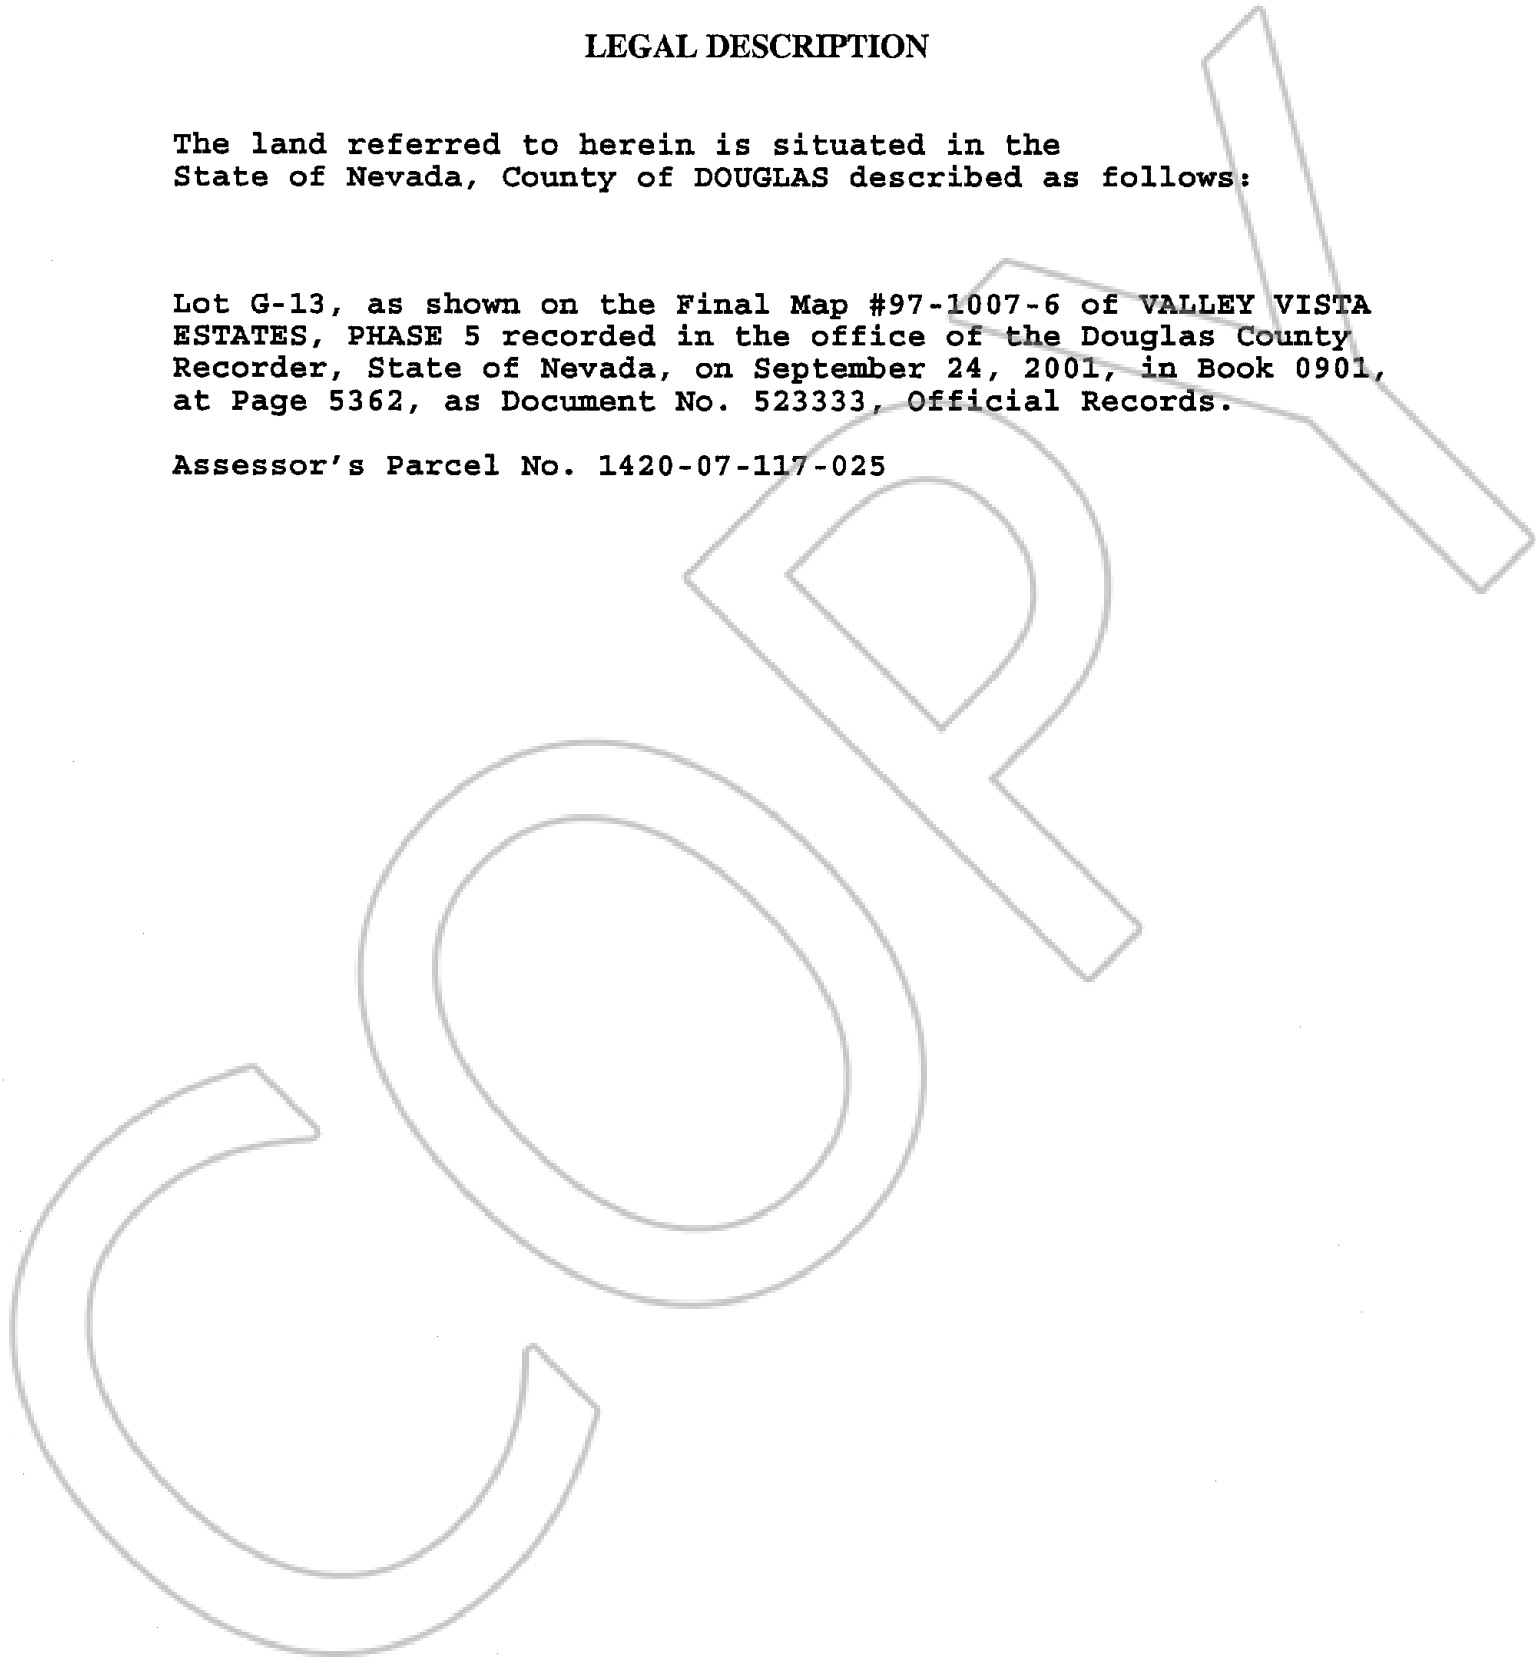 LEGAL DESCRIPTION
The land referred to herein is situated in the
State of Nevada, County of DOUGLAS described as follows:
Lot G-13, as shown on the Final Map #97-1007-6 of VALLEY VISTA
ESTATES, PHASE 5 recorded in the office of the Douglas County
Recorder, State of Nevada, on September 24, 2001, in Book 0901,
at Page 5362, as Document No. 523333, Official Records.
Assessor's Parcel No. 1420-07-117-025
COPY